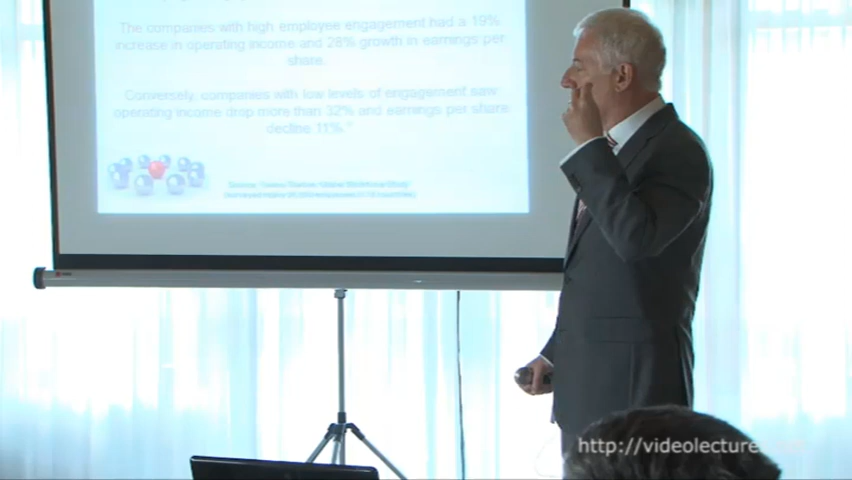 The companies with high employee engagement had a 19%
increase in operating income and 28% growth in earnings per
share.
Conversely, companies with low levels of engagement saw
operating income drop more than 32% and earnings per share
decline 11%."
http://videolecture